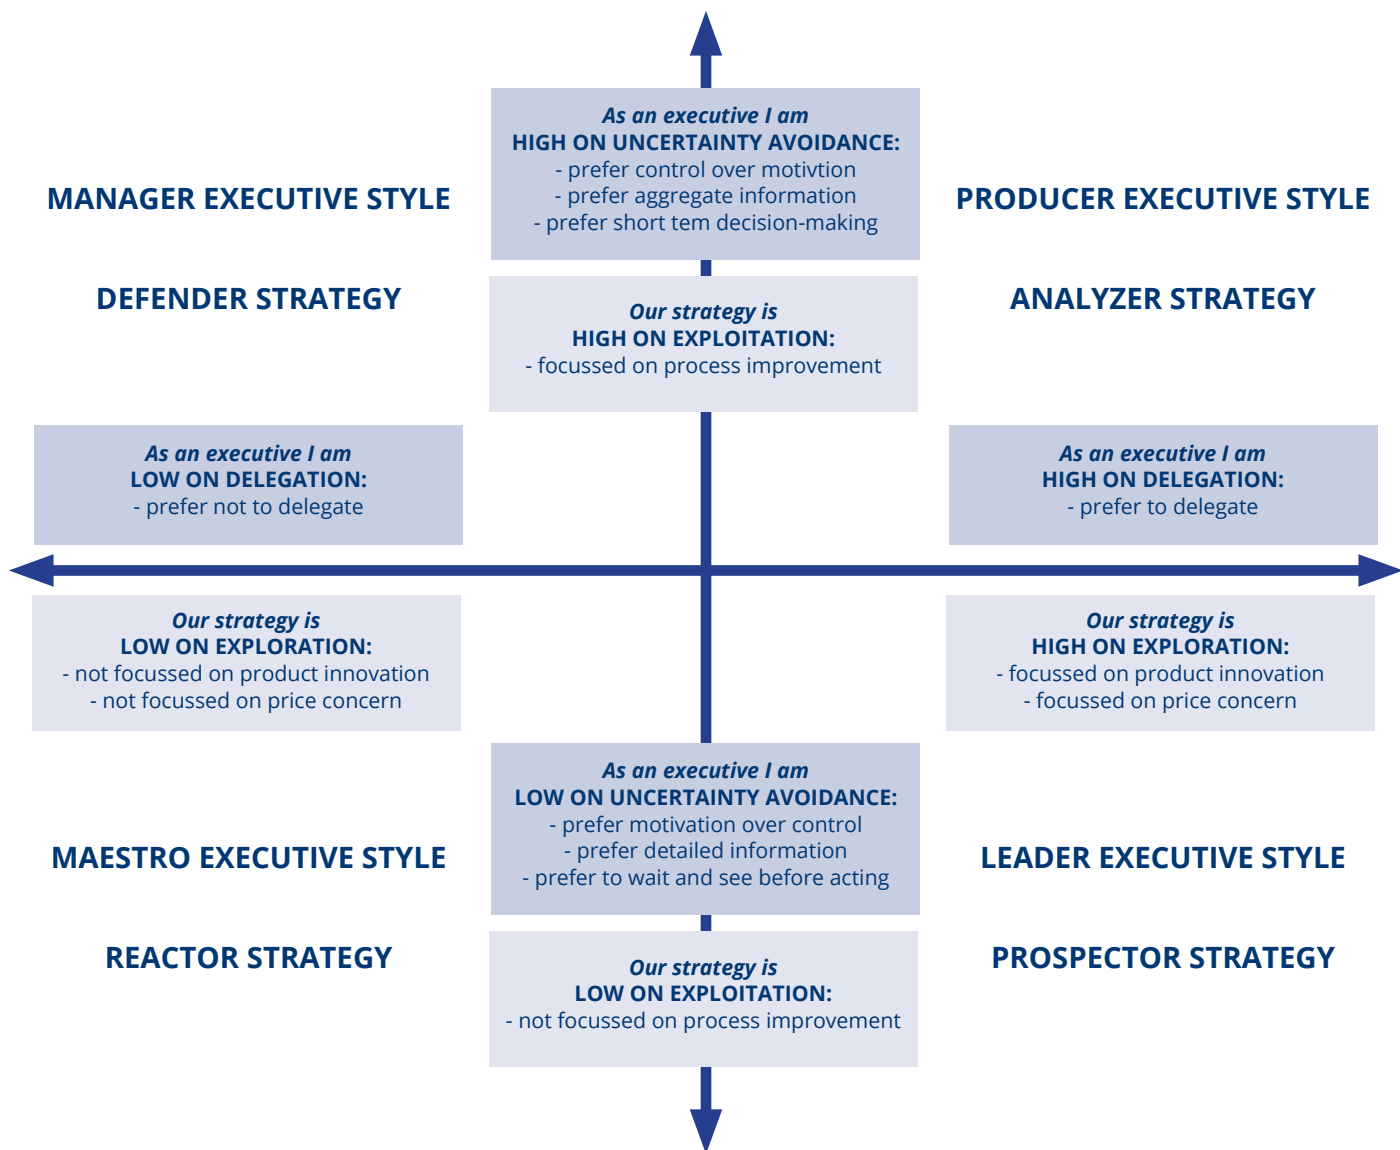 As an executive I am
HIGH ON UNCERTAINTY AVOIDANCE:
- prefer control over motivtion
- prefer aggregate information
- prefer short tem decision-making
MANAGER EXECUTIVE STYLE
PRODUCER EXECUTIVE STYLE
DEFENDER STRATEGY
ANALYZER STRATEGY
Our strategy is
HIGH ON EXPLOITATION:
- focussed on process improvement
As an executive I am
LOW ON DELEGATION:
- prefer not to delegate
As an executive I am
HIGH ON DELEGATION:
- prefer to delegate
Our strategy is
LOW ON EXPLORATION:
- not focussed on product innovation
- not focussed on price concern
Our strategy is
HIGH ON EXPLORATION:
- focussed on product innovation
- focussed on price concern
As an executive I am
LOW ON UNCERTAINTY AVOIDANCE:
- prefer motivation over control
- prefer detailed information
- prefer to wait and see before acting
MAESTRO EXECUTIVE STYLE
LEADER EXECUTIVE STYLE
REACTOR STRATEGY
PROSPECTOR STRATEGY
Our strategy is
LOW ON EXPLOITATION:
- not focussed on process improvement